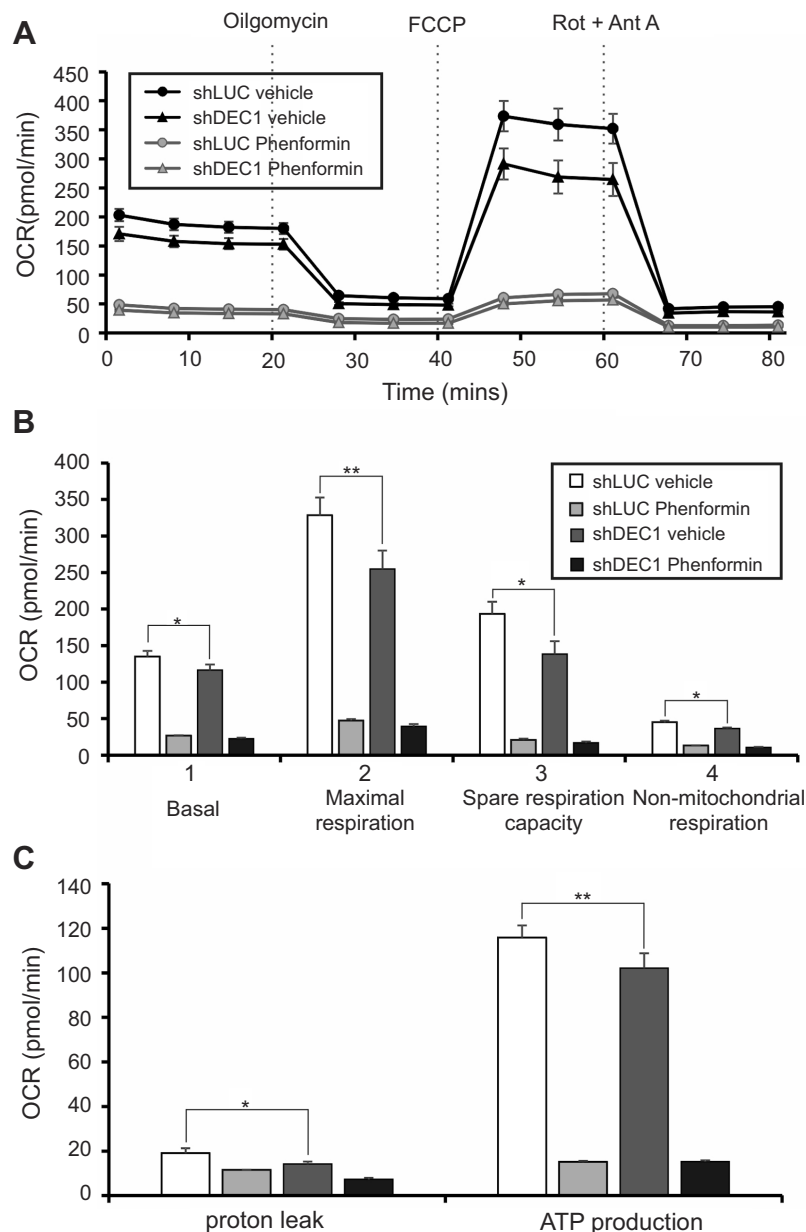 A
Oilgomycin FCCP Rot + Ant A
450
400
350
300
250
200
150
100
50
0
OCR(pmol/min)
shLUC vehicle
shDEC1 vehicle
shLUC Phenformin
shDEC1 Phenformin
0 10 20 30 40 50 60 70 80
Time (mins)
B
400
350
300
250
200
150
100
50
0
OCR (pmol/min)
shLUC vehicle
shLUC Phenformin
shDEC1 vehicle
shDEC1 Phenformin
* ** * *
1 2 3 4
Basal Maximal respiration Spare respiration capacity Non-mitochondrial respiration
C
140
120
100
80
60
40
20
0
OCR (pmol/min)
* **
proton leak ATP production